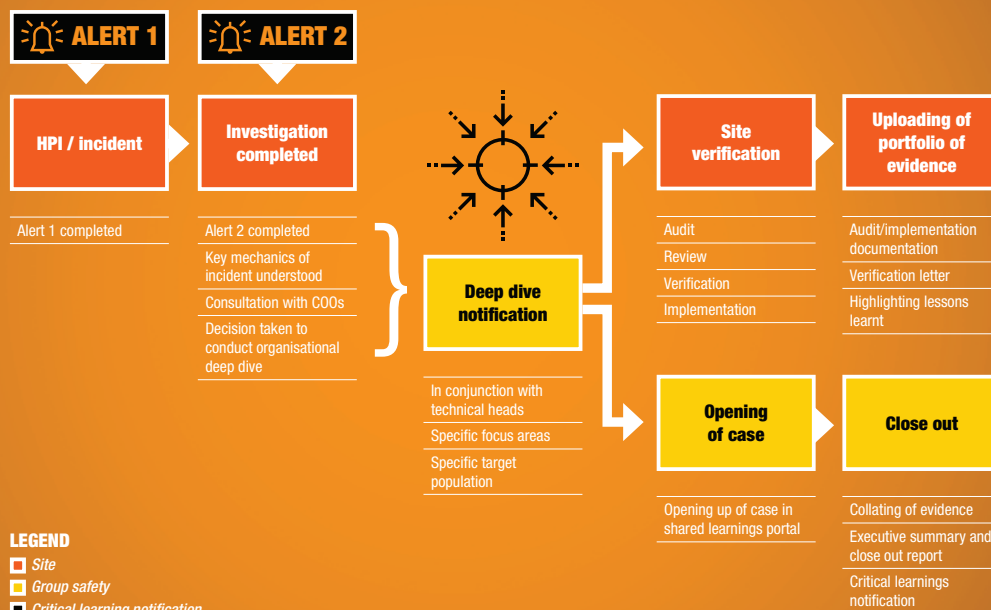 ALERT 1
ALERT 2
HPI / incident
Investigation
completed
Site
verification
Uploading of
portfolio of
evidence
Alert 1 completed
Alert 2 completed
Key mechanics of
incident understood
Consultation with COOs
Decision taken to
conduct organisational
deep dive
Deep dive
notification
In conjunction with
technical heads
Specific focus areas
Specific target
population
Audit
Review
Verification
Implementation
Audit/implementation
documentation
Verification letter
Highlighting lessons
learnt
Opening
of case
Close out
Opening up of case in
shared learnings portal
Collating of evidence
Executive summary and
close out report
Critical learnings
notification
LEGEND
Site
Group safety
Critical learning notification